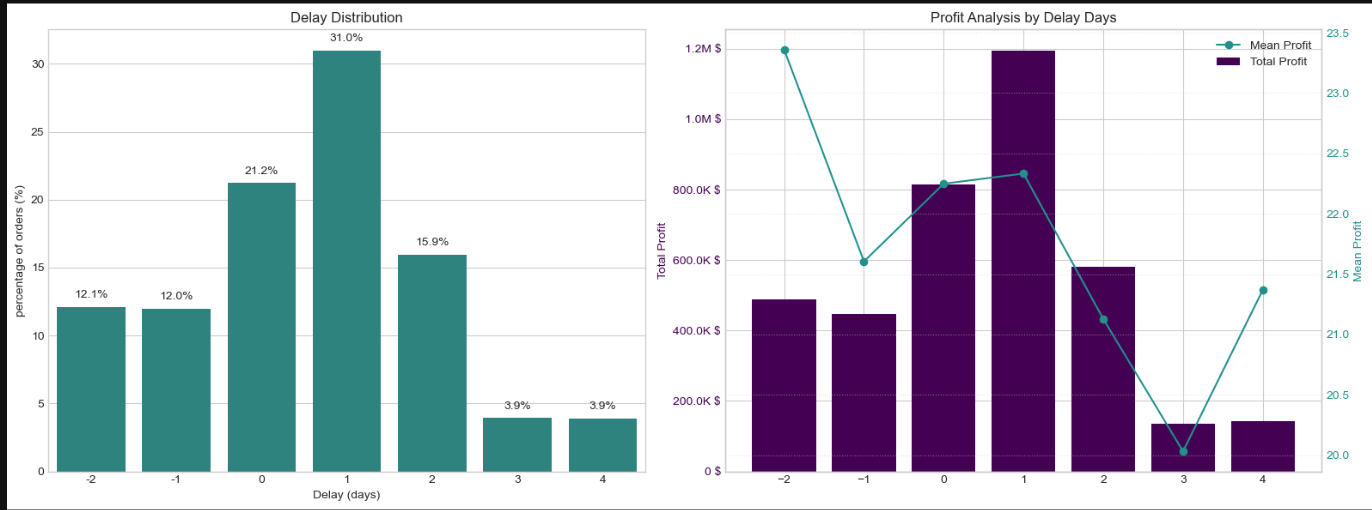 Delay Distribution
percentage of orders (%)
30
25
20
15
10
5
0
12.1%
12.0%
21.2%
31.0%
15.9%
3.9%
3.9%
-2
-1
0
1
2
3
4
Delay (days)
Profit Analysis by Delay Days
Total Profit
1.2M $
1.0M $
800.0K $
600.0K $
400.0K $
200.0K $
0 $
Mean Profit
Total Profit
−2
−1
0
1
2
3
4
23.5
23.0
22.5
22.0
21.5
21.0
20.5
20.0
Mean Profit